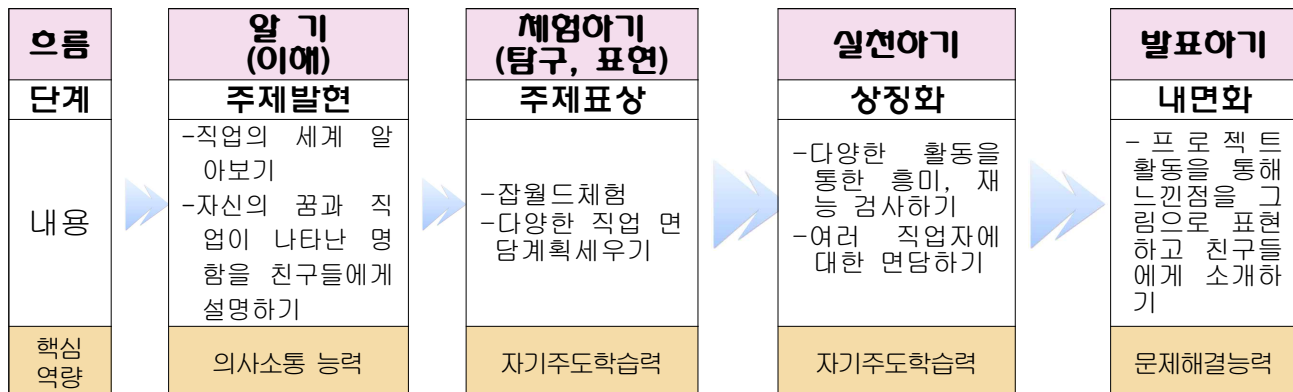 흐름
단계
내용
핵심
역량
알 기
(이해)
주제발현
-직업의 세계 알
아보기
-자신의 꿈과 직
업이 나타난 명
함을 친구들에게
설명하기
의사소통 능력
체험하기
(탐구, 표현)
주제표상
-잡월드체험
-다양한 직업 면
담계획세우기
자기주도학습력
실천하기
상징화
-다양한 활동을
통한 흥미, 재
능 검사하기
-여러 직업자에
대한 면담하기
자기주도학습력
발표하기
내면화
- 프로젝트
활동을 통해
느낀점을 그
림으로 표현
하고 친구들
에게 소개하
기
문제해결능력